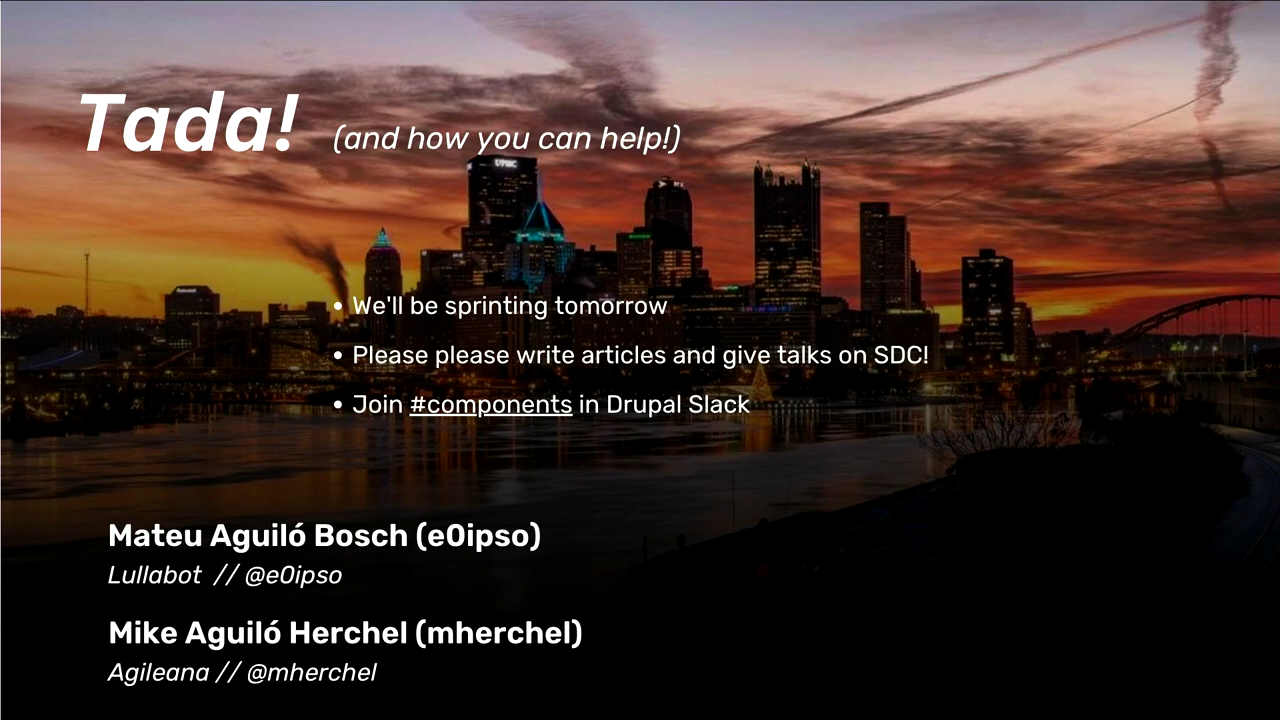 Tada! (and how you can help!)
UPMC
• We'll be sprinting tomorrow
• Please please write articles and give talks on SDC!
• Join #components in Drupal Slack
Mateu Aguiló Bosch (e0ipso)
Lullabot // @e0ipso
Mike Aguiló Herchel (mherchel)
Agileana // @mherchel